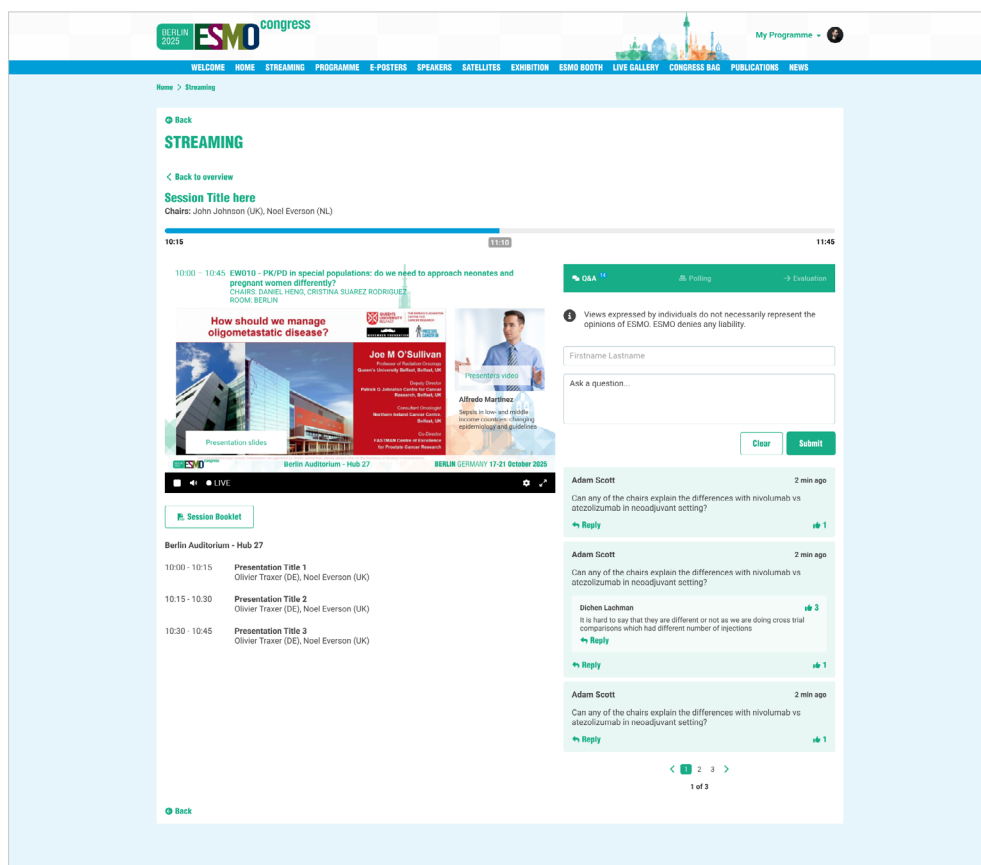 BERLIN
2025
ESMO congress
My Programme
WELCOME HOME STREAMING PROGRAMME E-POSTERS SPEAKERS SATELLITES EXHIBITION ESMO BOOTH LIVE GALLERY CONGRESS BAG PUBLICATIONS NEWS
Home > Streaming
Back
STREAMING
Back to overview
Session Title here
Chairs: John Johnson (UK), Noel Everson (NL)
10:15 11:10 11:45
10:00 – 10:45 EW010 - PK/PD in special populations: do we need to approach neonates and
pregnant women differently?
CHAIRS: DANIEL HENG, CRISTINA SUAREZ RODRIGUEZ
ROOM: BERLIN
How should we manage
oligometastatic disease?
QUEEN'S
UNIVERSITY
BELFAST
Joe M O'Sullivan
Professor of Radiation Oncology
Queen's University Belfast, Belfast, UK
Deputy Director
Patrick G Johnston Centre for Cancer
Research, Belfast, UK
Consultant Oncologist
Northern Ireland Cancer Centre,
Belfast, UK
Co-Director
FASTMAN Centre of Excellence
for Prostate Cancer Research
Presentation slides
Presenters video
Alfredo Martinez
Sepsis in low- and middle
income countries: changing
epidemiology and guidelines
ESMO congress
Berlin Auditorium - Hub 27
BERLIN GERMANY 17-21 October 2025
LIVE
Session Booklet
Berlin Auditorium - Hub 27
10:00 - 10:15 Presentation Title 1
Olivier Traxer (DE), Noel Everson (UK)
10:15 - 10:30 Presentation Title 2
Olivier Traxer (DE), Noel Everson (UK)
10:30 - 10:45 Presentation Title 3
Olivier Traxer (DE), Noel Everson (UK)
Q&A 14 Polling Evaluation
Views expressed by individuals do not necessarily represent the
opinions of ESMO. ESMO denies any liability.
Firstname Lastname
Ask a question...
Clear Submit
Adam Scott 2 min ago
Can any of the chairs explain the differences with nivolumab vs
atezolizumab in neoadjuvant setting?
Reply 1
Adam Scott 2 min ago
Can any of the chairs explain the differences with nivolumab vs
atezolizumab in neoadjuvant setting?
Dichen Lachman 3
It is hard to say that they are different or not as we are doing cross trial
comparisons which had different number of injections
Reply
Reply 1
Adam Scott 2 min ago
Can any of the chairs explain the differences with nivolumab vs
atezolizumab in neoadjuvant setting?
Reply 1
< 1 2 3 >
1 of 3
Back